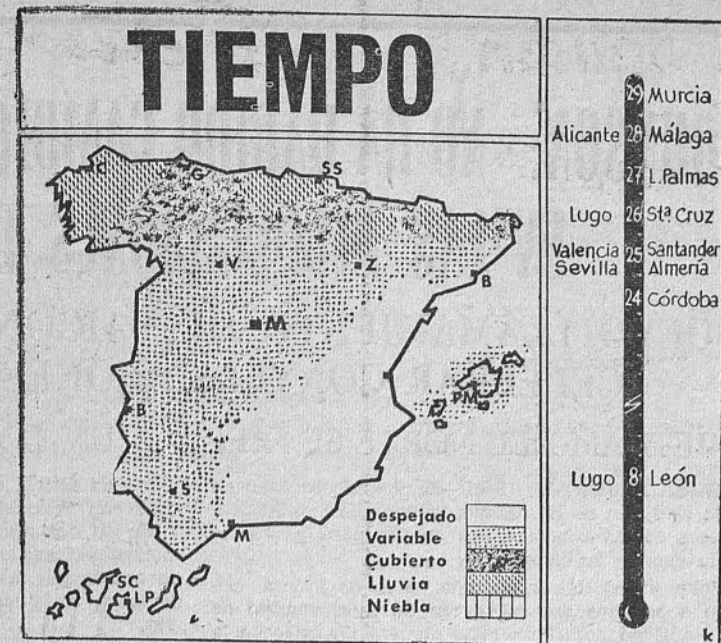 TIEMPO
C
G
SS
V
Z
B
M
B
PM
S
M
SC
LP
Despejado
Variable
Cubierto
Lluvia
Niebla
29 Murcia
Alicante 28 Málaga
27 L.Palmas
Lugo 26 Stª Cruz
Valencia 25 Santander
Sevilla Almería
24 Córdoba
Lugo 8 León